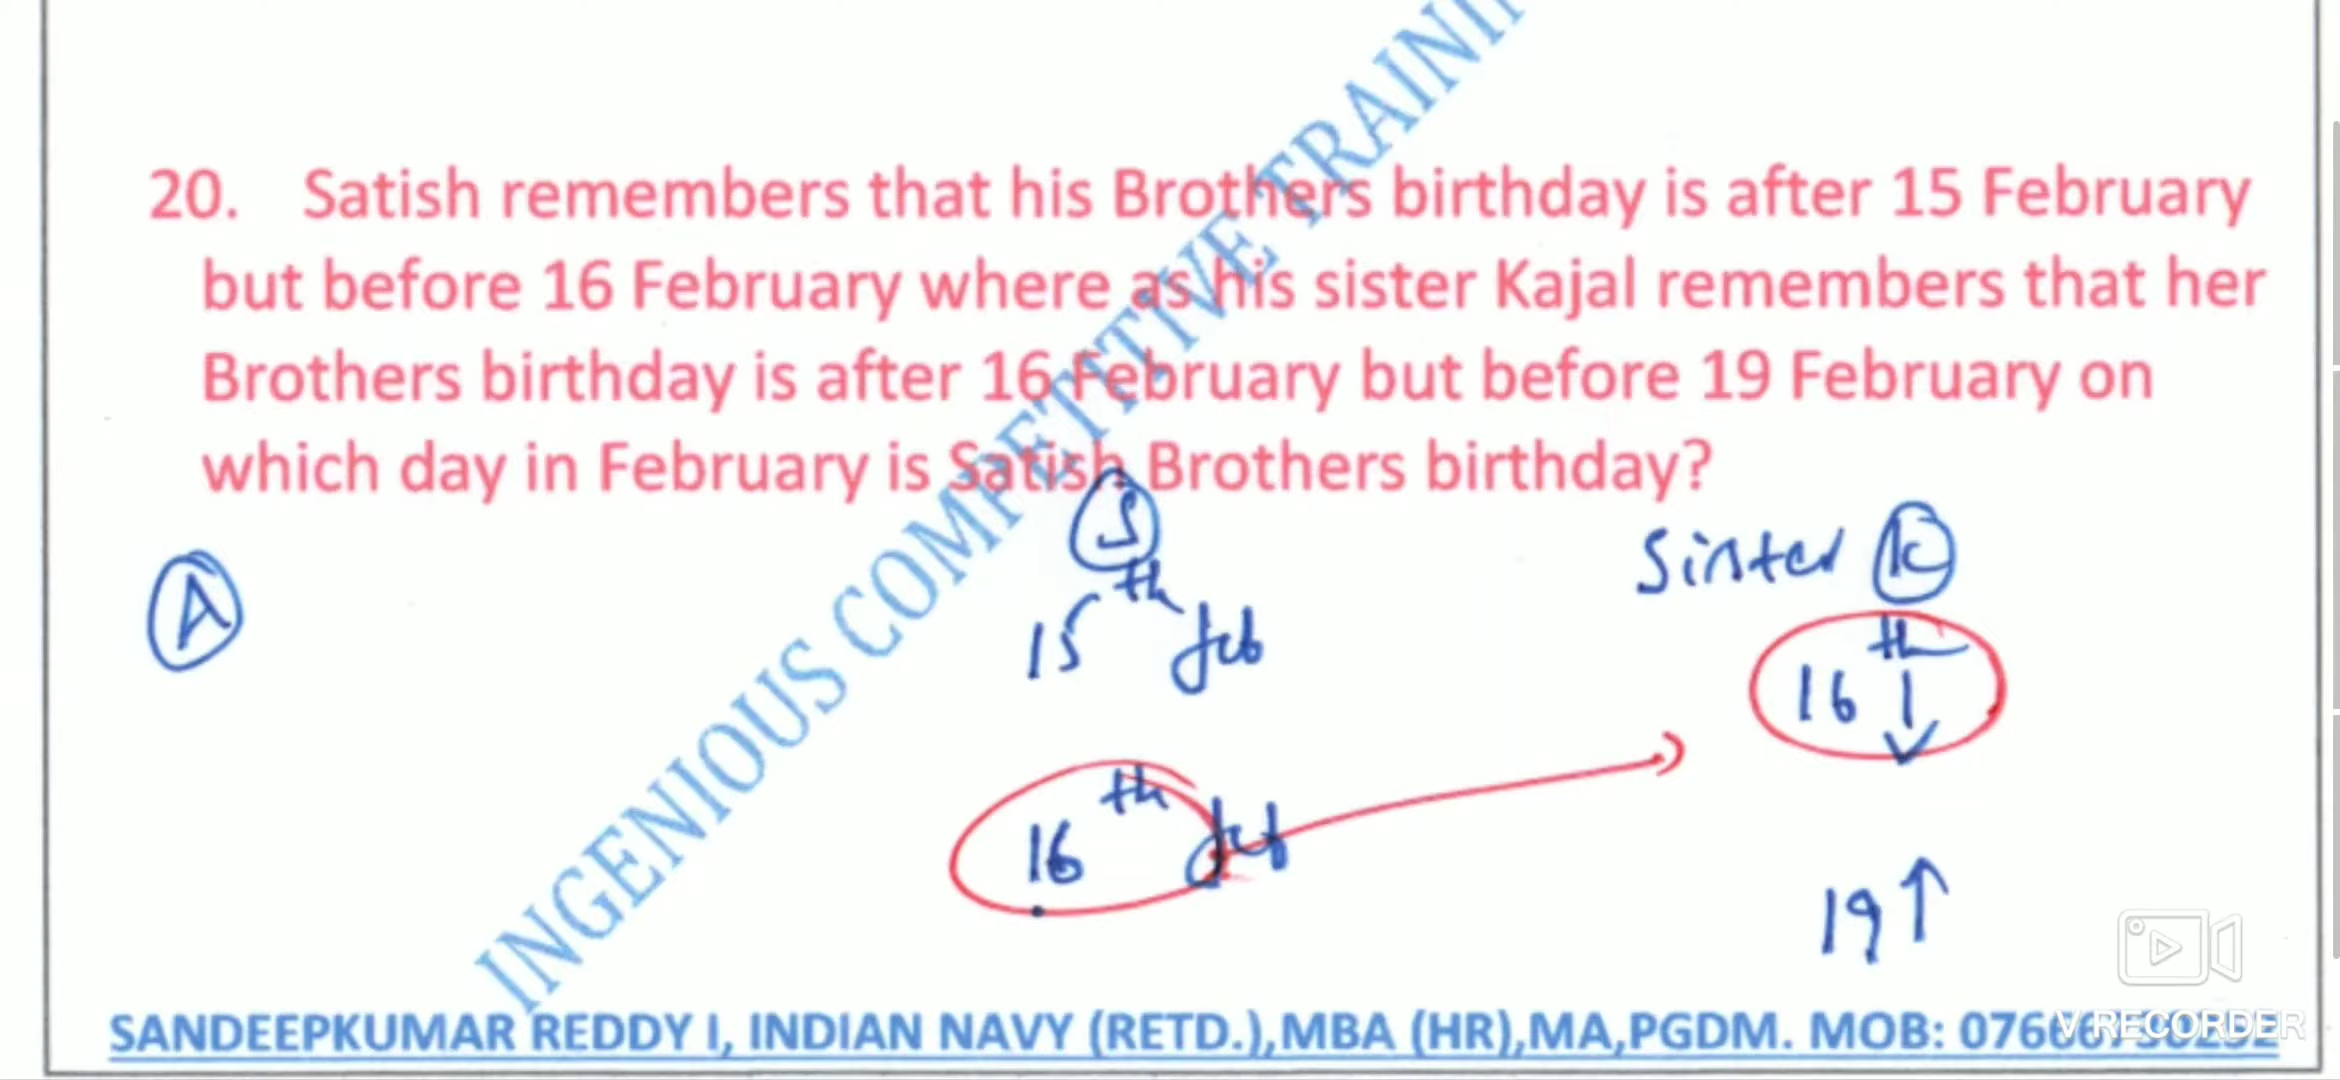 20. Satish remembers that his Brothers birthday is after 15 February
but before 16 February where as his sister Kajal remembers that her
Brothers birthday is after 16 February but before 19 February on
which day in February is Satish Brothers birthday?
S
Sister K
A
15th feb
16th
16th feb
19
INGENIOUS COMPETITIVE TRAINI
SANDEEPKUMAR REDDY I, INDIAN NAVY (RETD.),MBA (HR),MA,PGDM. MOB:
V RECORDER